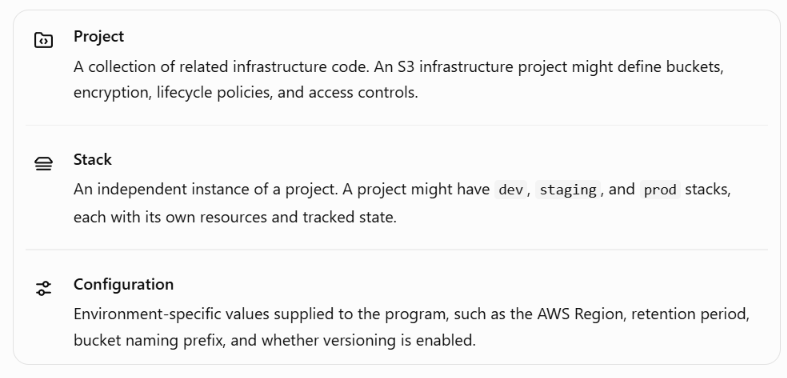 Project
A collection of related infrastructure code. An S3 infrastructure project might define buckets,
encryption, lifecycle policies, and access controls.
Stack
An independent instance of a project. A project might have dev, staging, and prod stacks,
each with its own resources and tracked state.
Configuration
Environment-specific values supplied to the program, such as the AWS Region, retention period,
bucket naming prefix, and whether versioning is enabled.